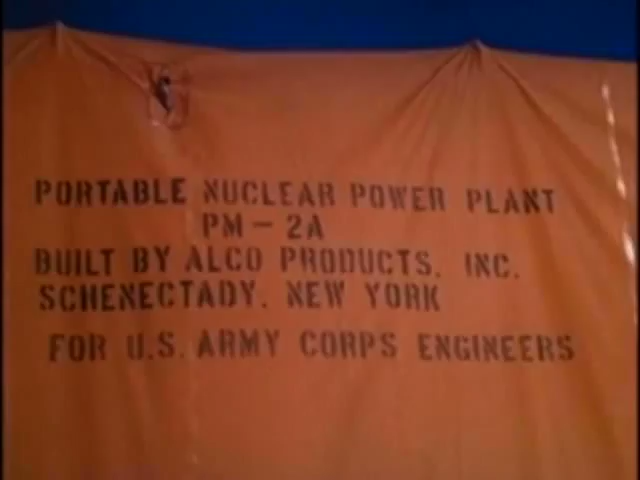 PORTABLE NUCLEAR POWER PLANT
PM-2A
BUILT BY ALCO PRODUCTS, INC.
SCHENECTADY, NEW YORK
FOR U.S. ARMY CORPS ENGINEERS